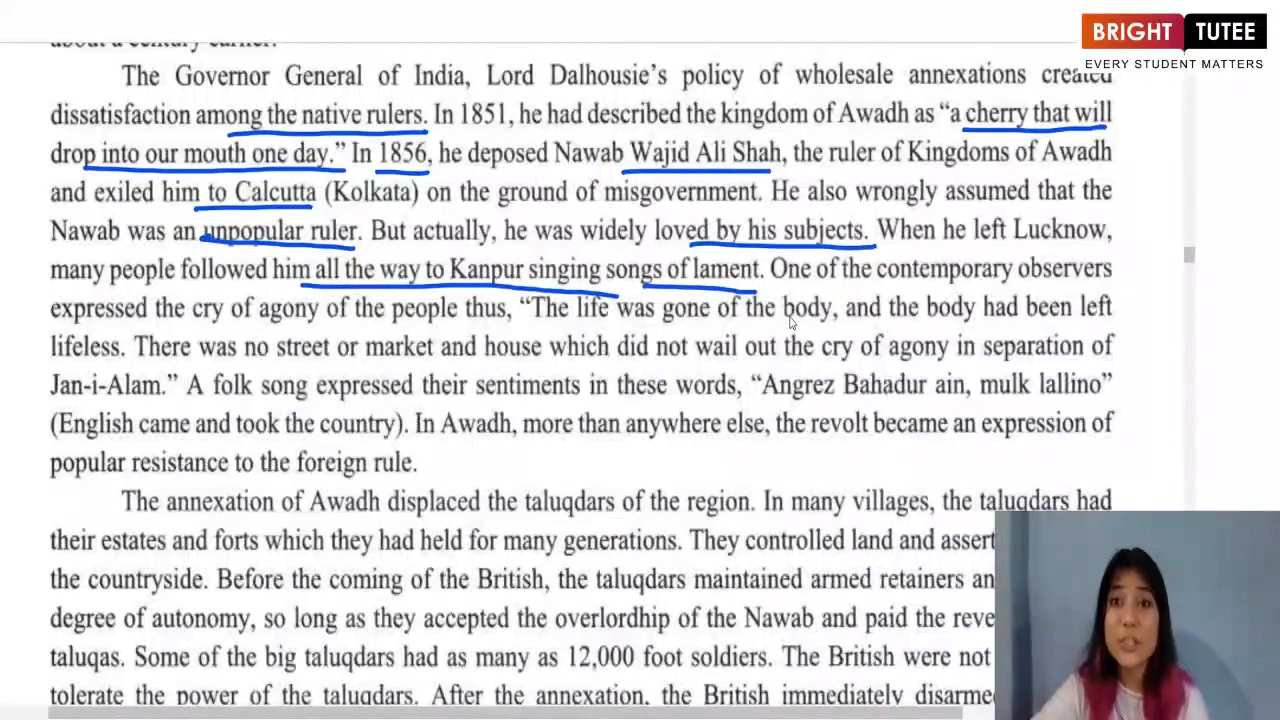 BRIGHT TUTEE
EVERY STUDENT MATTERS
about a century earlier.
The Governor General of India, Lord Dalhousie's policy of wholesale annexations created
dissatisfaction among the native rulers. In 1851, he had described the kingdom of Awadh as “a cherry that will
drop into our mouth one day.” In 1856, he deposed Nawab Wajid Ali Shah, the ruler of Kingdoms of Awadh
and exiled him to Calcutta (Kolkata) on the ground of misgovernment. He also wrongly assumed that the
Nawab was an unpopular ruler. But actually, he was widely loved by his subjects. When he left Lucknow,
many people followed him all the way to Kanpur singing songs of lament. One of the contemporary observers
expressed the cry of agony of the people thus, “The life was gone of the body, and the body had been left
lifeless. There was no street or market and house which did not wail out the cry of agony in separation of
Jan-i-Alam.” A folk song expressed their sentiments in these words, “Angrez Bahadur ain, mulk lallino”
(English came and took the country). In Awadh, more than anywhere else, the revolt became an expression of
popular resistance to the foreign rule.
The annexation of Awadh displaced the taluqdars of the region. In many villages, the taluqdars had
their estates and forts which they had held for many generations. They controlled land and assert
the countryside. Before the coming of the British, the taluqdars maintained armed retainers an
degree of autonomy, so long as they accepted the overlordhip of the Nawab and paid the reve
taluqas. Some of the big taluqdars had as many as 12,000 foot soldiers. The British were not
tolerate the power of the taluqdars. After the annexation, the British immediately disarme